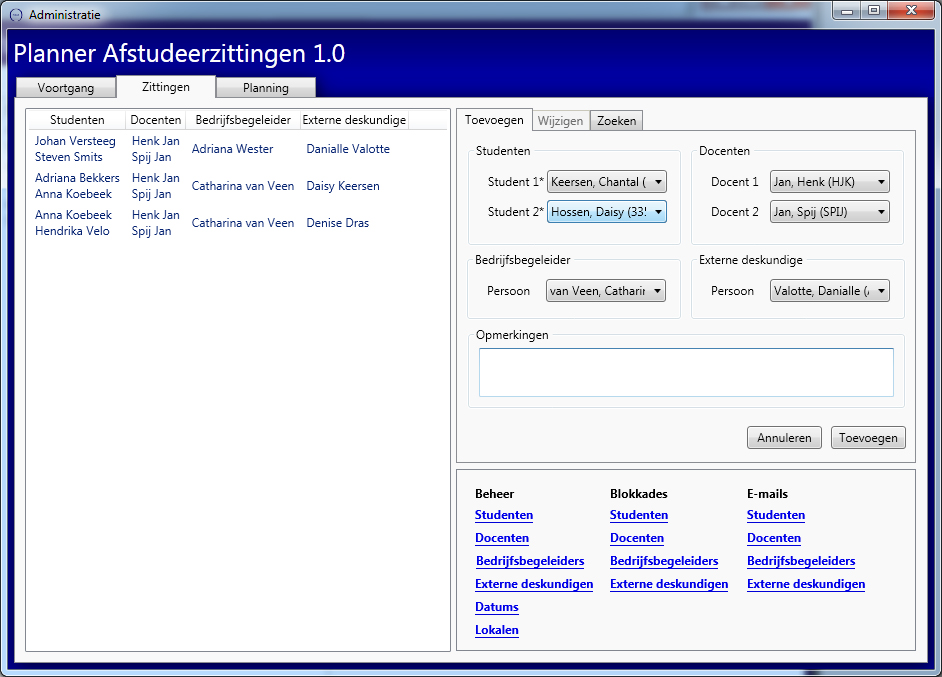 Administratie
Planner Afstudeerzittingen 1.0
Voortgang Zittingen Planning
Studenten Docenten Bedrijfsbegeleider Externe deskundige
Johan Versteeg Henk Jan
Adriana Wester Danialle Valotte
Steven Smits Spij Jan
Adriana Bekkers Henk Jan
Catharina van Veen Daisy Keersen
Anna Koebeek Spij Jan
Anna Koebeek Henk Jan
Catharina van Veen Denise Dras
Hendrika Velo Spij Jan
Toevoegen Wijzigen Zoeken
Studenten
Student 1* Keersen, Chantal (
Student 2* Hossen, Daisy (335
Docenten
Docent 1 Jan, Henk (HJK)
Docent 2 Jan, Spij (SPIJ)
Bedrijfsbegeleider
Persoon van Veen, Catharin
Externe deskundige
Persoon Valotte, Danialle (
Opmerkingen
Annuleren Toevoegen
Beheer
Studenten
Docenten
Bedrijfsbegeleiders
Externe deskundigen
Datums
Lokalen
Blokkades
Studenten
Docenten
Bedrijfsbegeleiders
Externe deskundigen
E-mails
Studenten
Docenten
Bedrijfsbegeleiders
Externe deskundigen